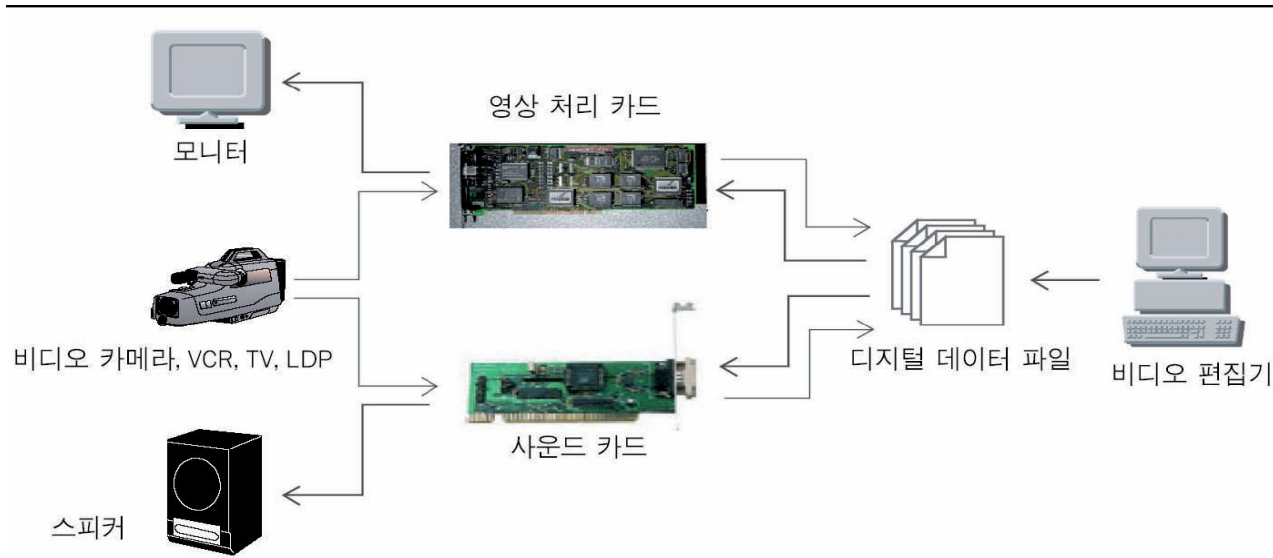 영상 처리 카드
모니터
비디오 카메라, VCR, TV, LDP
디지털 데이터 파일
비디오 편집기
사운드 카드
스피커